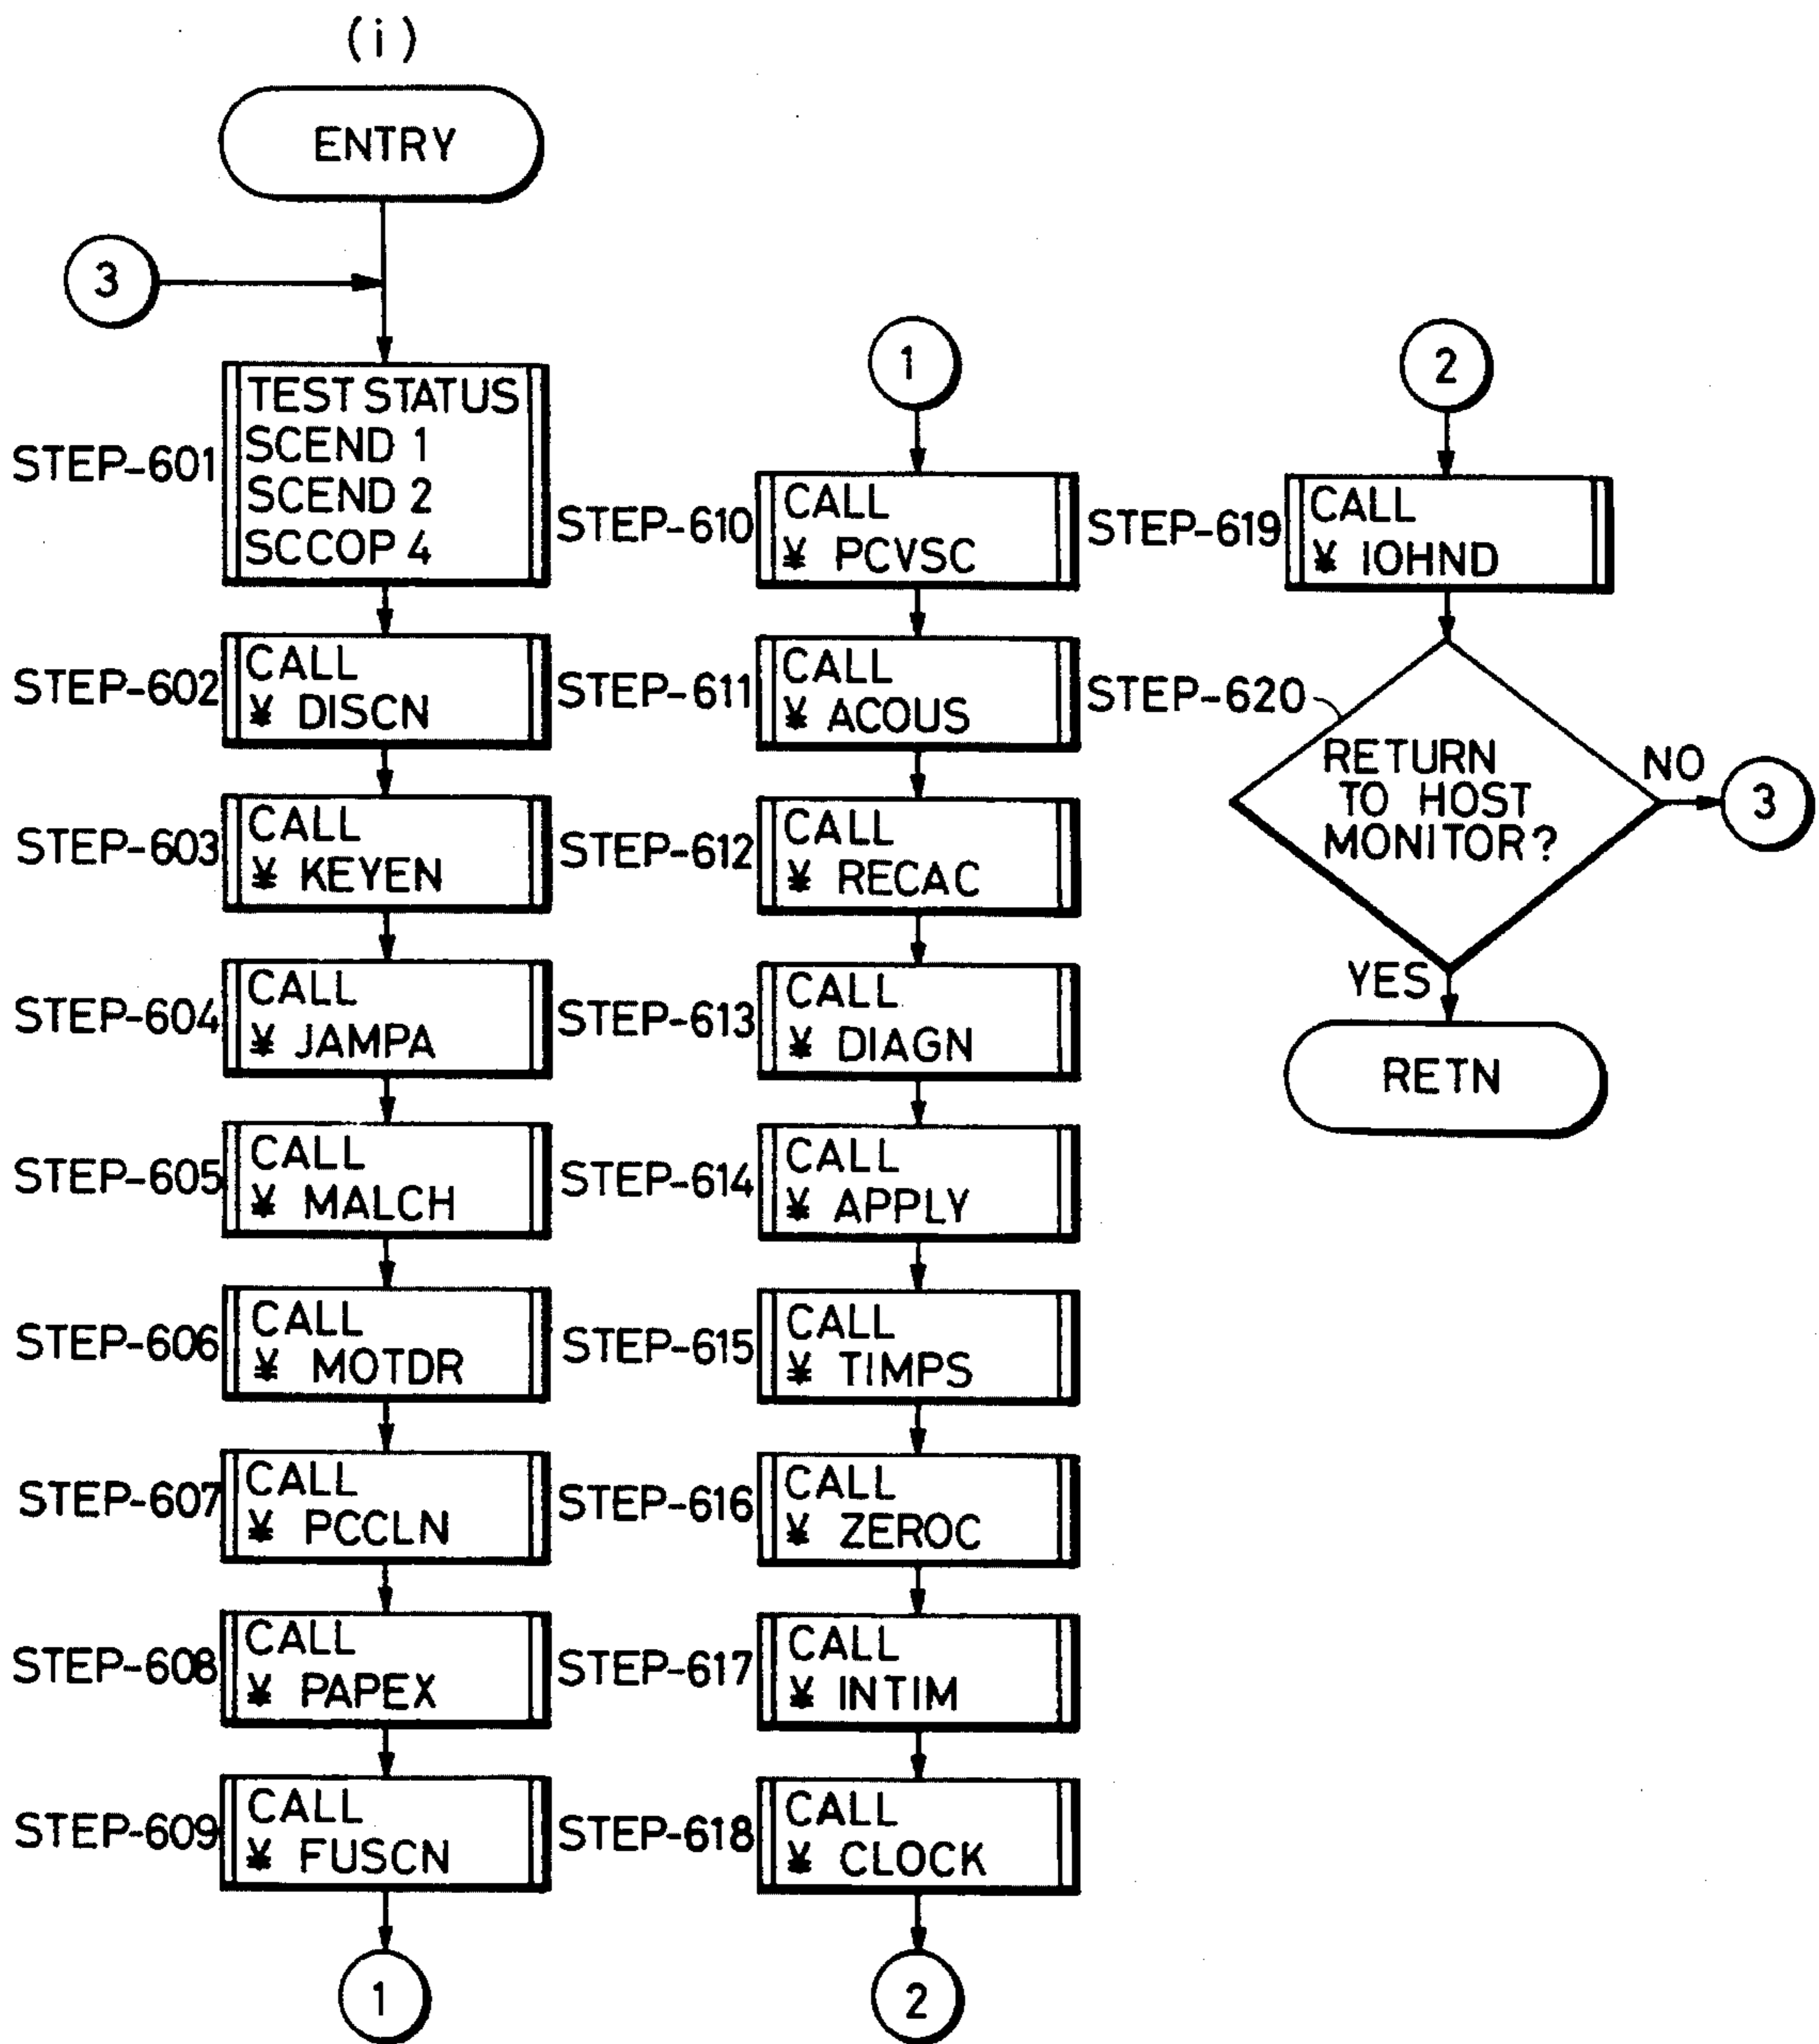 (i)
ENTRY
3
STEP-601
TEST STATUS
SCEND 1
SCEND 2
SCCOP 4
STEP-602
CALL
¥ DISCN
STEP-603
CALL
¥ KEYEN
STEP-604
CALL
¥ JAMPA
STEP-605
CALL
¥ MALCH
STEP-606
CALL
¥ MOTDR
STEP-607
CALL
¥ PCCLN
STEP-608
CALL
¥ PAPEX
STEP-609
CALL
¥ FUSCN
1
1
STEP-610
CALL
¥ PCVSC
STEP-611
CALL
¥ ACOUS
STEP-612
CALL
¥ RECAC
STEP-613
CALL
¥ DIAGN
STEP-614
CALL
¥ APPLY
STEP-615
CALL
¥ TIMPS
STEP-616
CALL
¥ ZEROC
STEP-617
CALL
¥ INTIM
STEP-618
CALL
¥ CLOCK
2
2
STEP-619
CALL
¥ IOHND
STEP-620
RETURN
TO HOST
MONITOR?
NO
3
YES
RETN